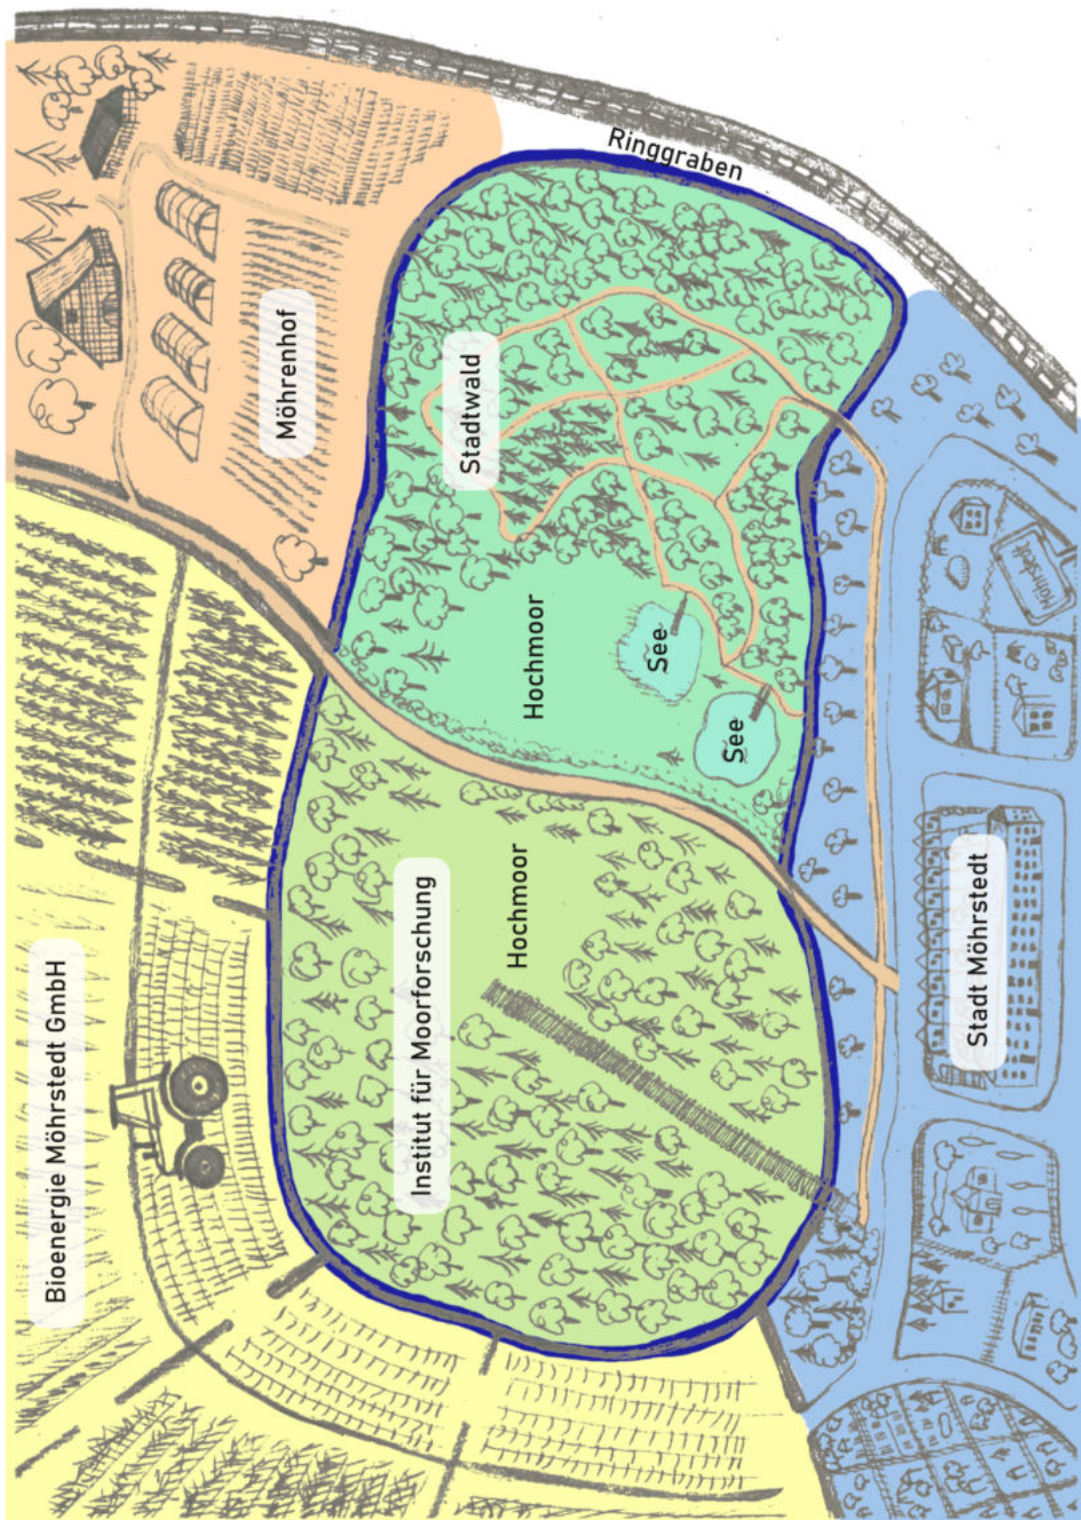 Bioenergie Möhrstedt GmbH
Möhrenhof
Institut für Moorforschung
Stadtwald
Hochmoor
Hochmoor
Ringgraben
See
See
Stadt Möhrstedt